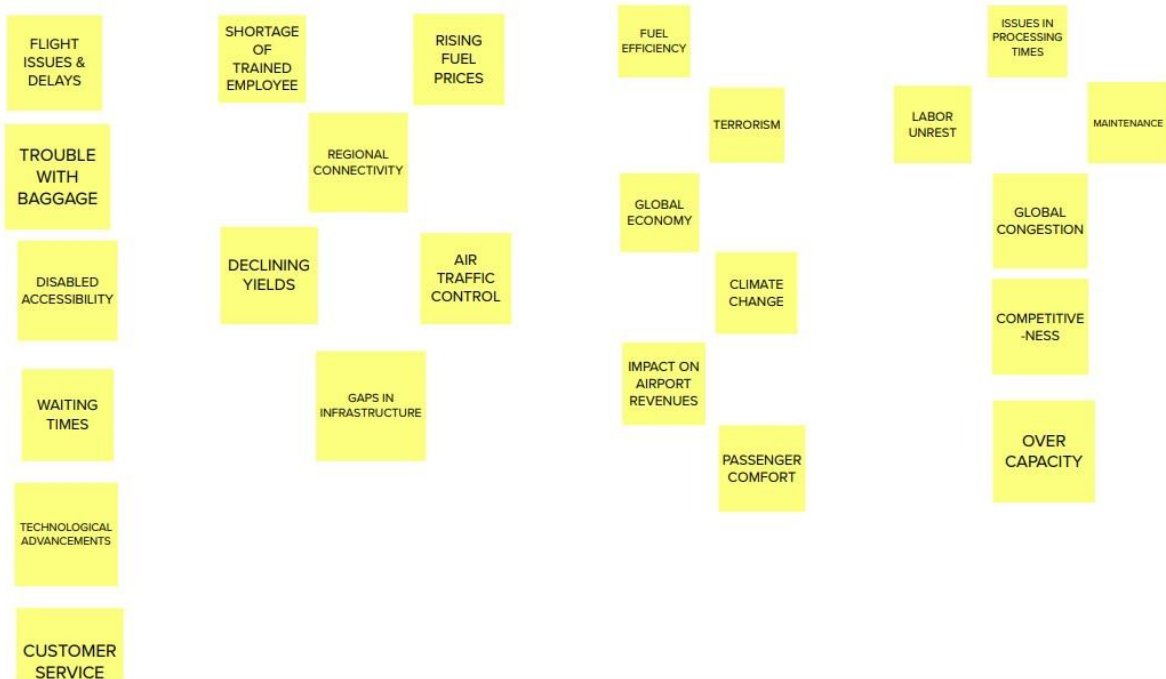 FLIGHT
ISSUES &
DELAYS
TROUBLE
WITH
BAGGAGE
DISABLED
ACCESSIBILITY
WAITING
TIMES
TECHNOLOGICAL
ADVANCEMENTS
CUSTOMER
SERVICE
SHORTAGE
OF
TRAINED
EMPLOYEE
RISING
FUEL
PRICES
REGIONAL
CONNECTIVITY
DECLINING
YIELDS
AIR
TRAFFIC
CONTROL
GAPS IN
INFRASTRUCTURE
FUEL
EFFICIENCY
TERRORISM
GLOBAL
ECONOMY
CLIMATE
CHANGE
IMPACT ON
AIRPORT
REVENUES
PASSENGER
COMFORT
ISSUES IN
PROCESSING
TIMES
LABOR
UNREST
MAINTENANCE
GLOBAL
CONGESTION
COMPETITIVE
-NESS
OVER
CAPACITY